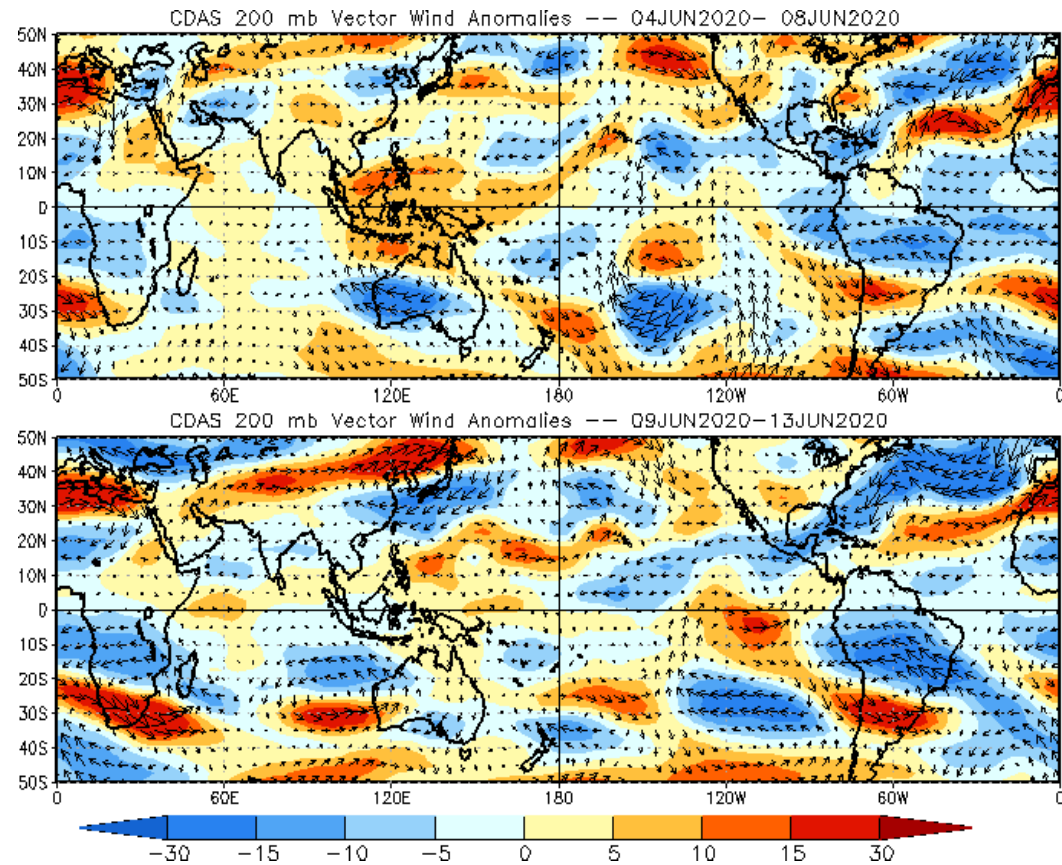 CDAS 200 mb Vector Wind Anomalies -- 04JUN2020- 08JUN2020
50N
40N
30N
20N
10N
0
10S
20S
30S
40S
50S
0 60E 120E 180 120W 60W 0
CDAS 200 mb Vector Wind Anomalies -- 09JUN2020-13JUN2020
50N
40N
30N
20N
10N
0
10S
20S
30S
40S
50S
0 60E 120E 180 120W 60W 0
-30 -15 -10 -5 0 5 10 15 30